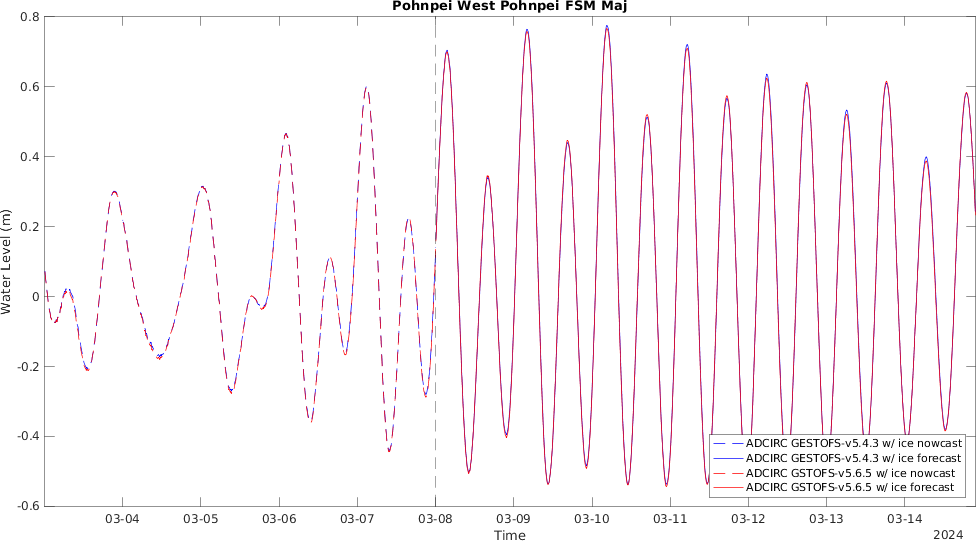 Pohnpei West Pohnpei FSM Maj
0.8
0.6
0.4
0.2
0
-0.2
-0.4
-0.6
Water Level (m)
ADCIRC GESTOFS-v5.4.3 w/ ice nowcast
ADCIRC GESTOFS-v5.4.3 w/ ice forecast
ADCIRC GSTOFS-v5.6.5 w/ ice nowcast
ADCIRC GSTOFS-v5.6.5 w/ ice forecast
03-04 03-05 03-06 03-07 03-08 03-09 03-10 03-11 03-12 03-13 03-14
Time
2024